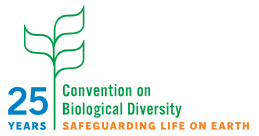 25
YEARS
Convention on
Biological Diversity
SAFEGUARDING LIFE ON EARTH